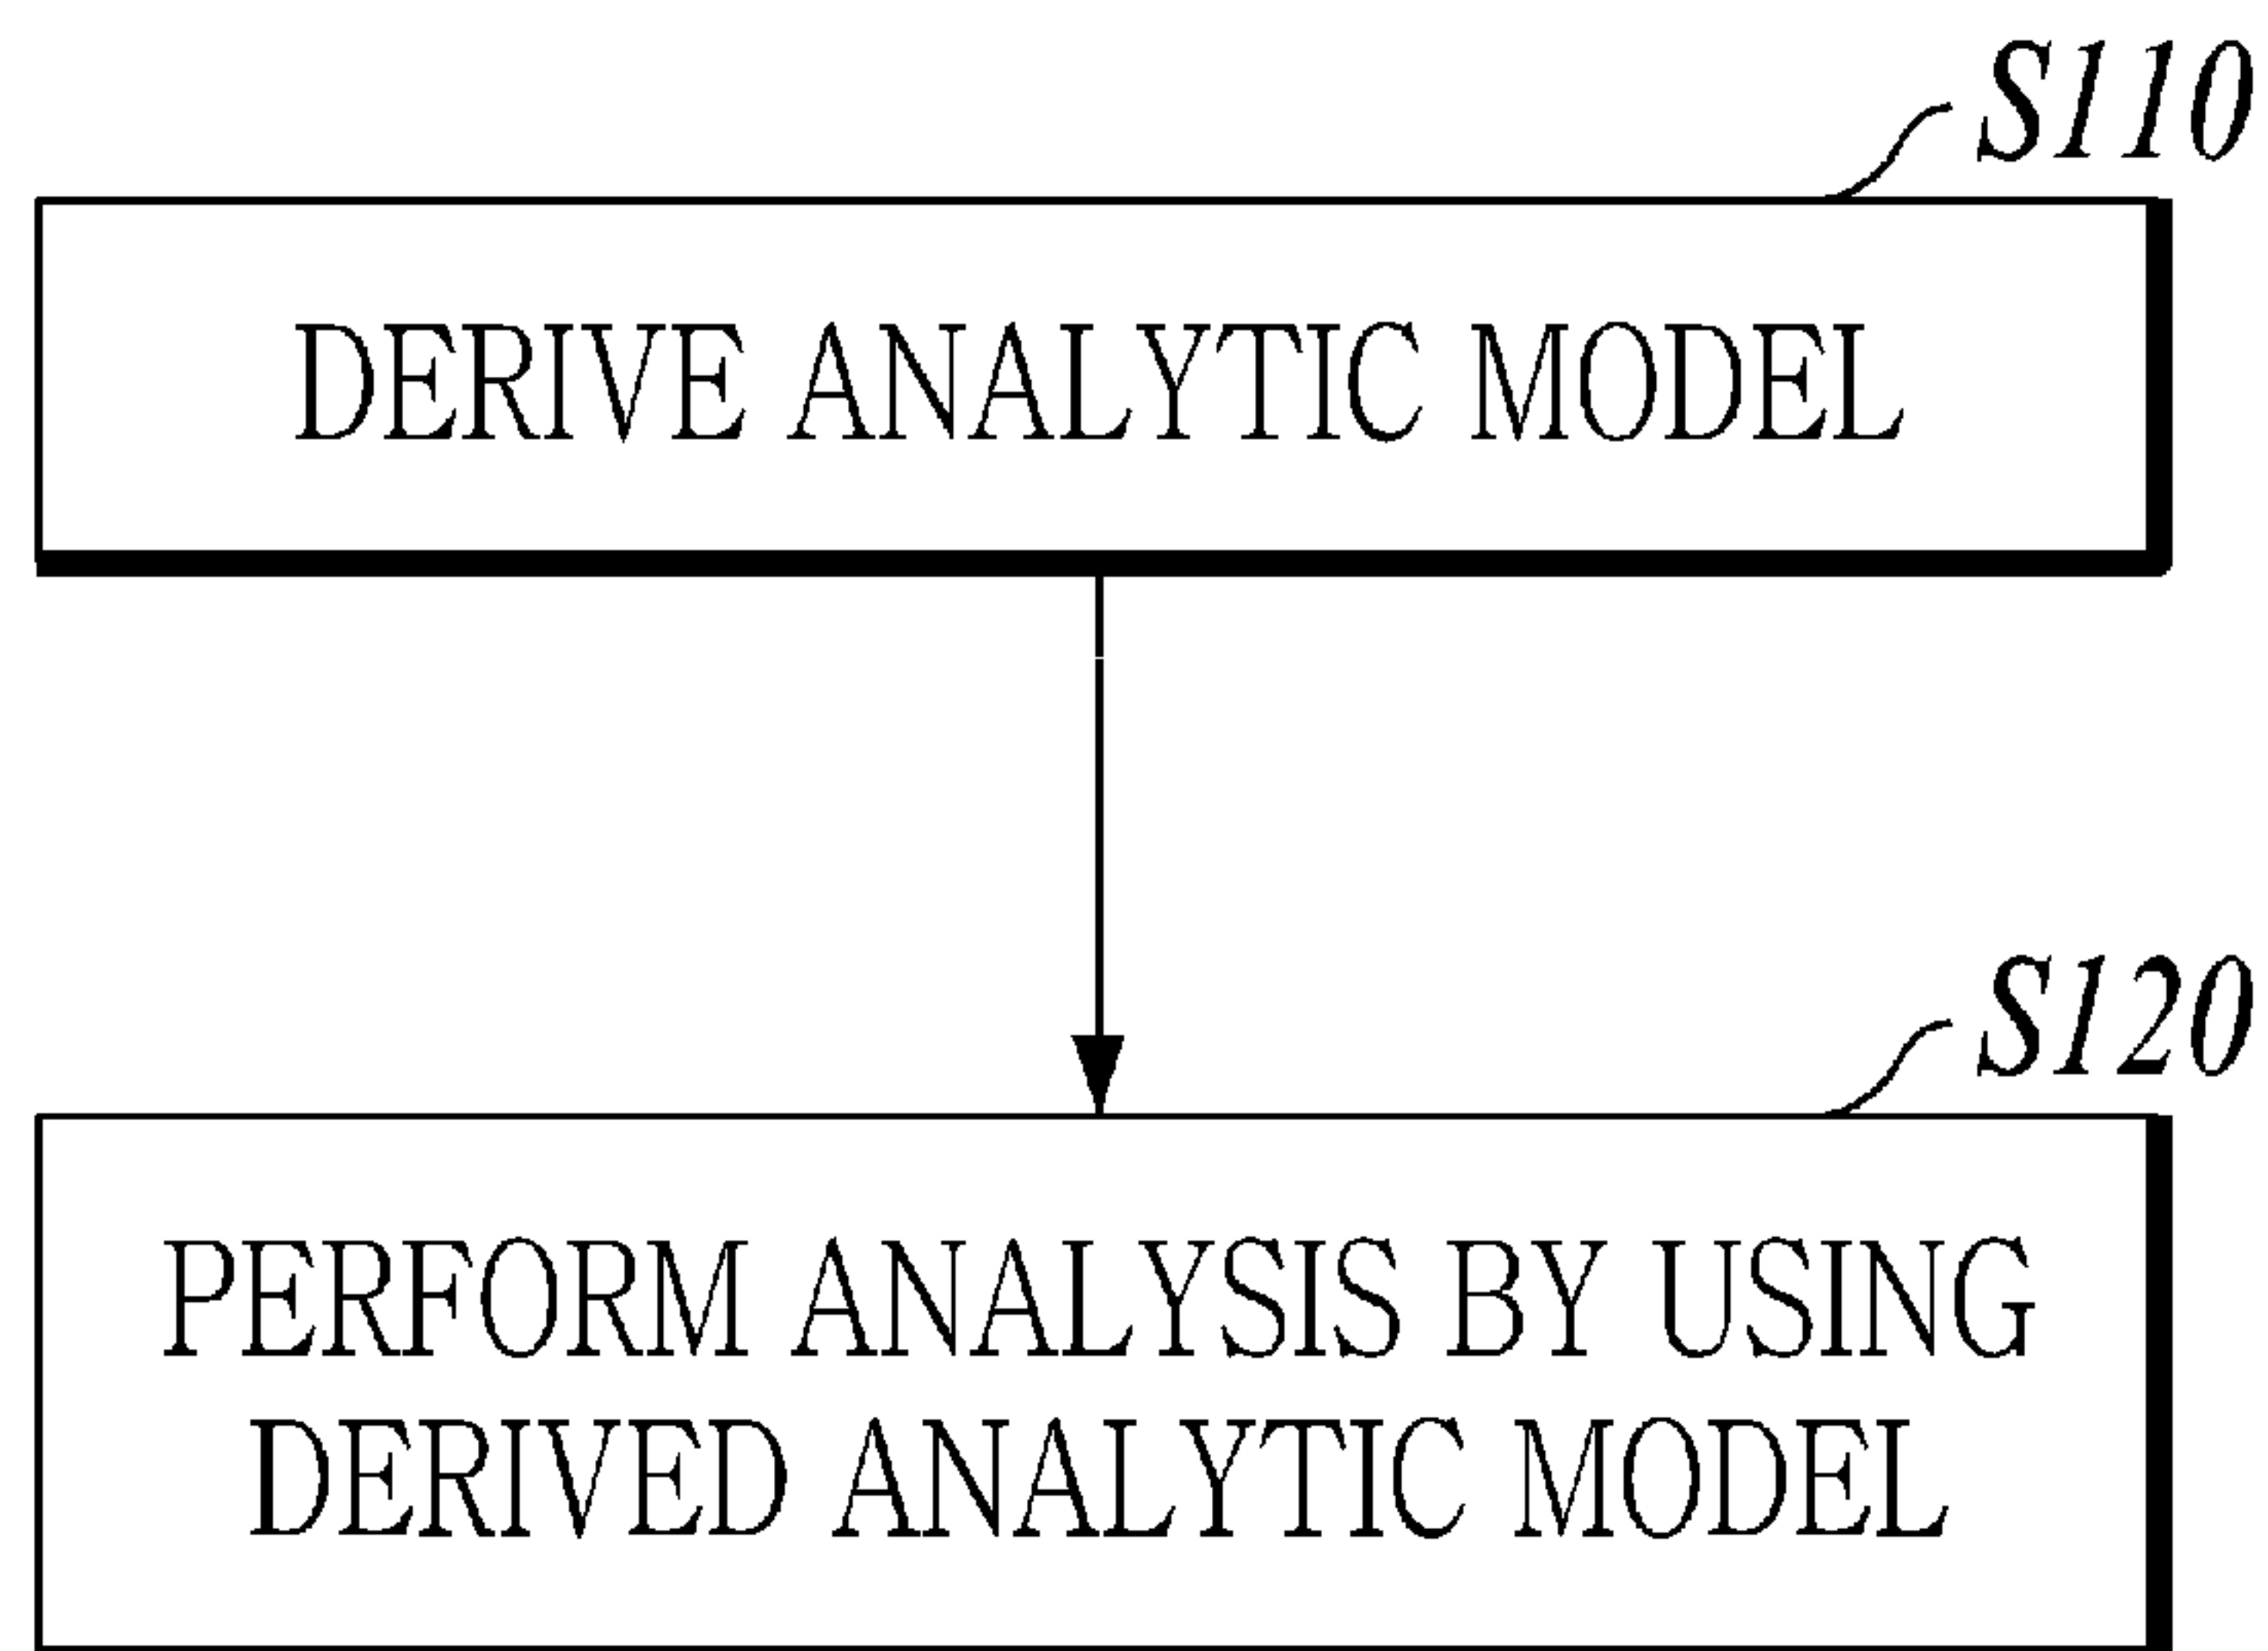 S110
DERIVE ANALYTIC MODEL
S120
PERFORM ANALYSIS BY USING
DERIVED ANALYTIC MODEL